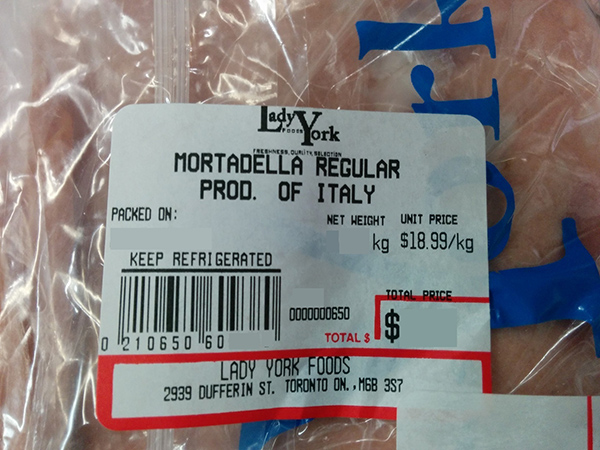 Lady York
FOODS
FRESHNESS, QUALITY, SELECTION
MORTADELLA REGULAR
PROD. OF ITALY
PACKED ON:
NET WEIGHT UNIT PRICE
kg $18.99/kg
KEEP REFRIGERATED
TOTAL PRICE
0000000650
TOTAL $ $
0 210650 60
LADY YORK FOODS
2939 DUFFERIN ST. TORONTO ON., M6B 3S7